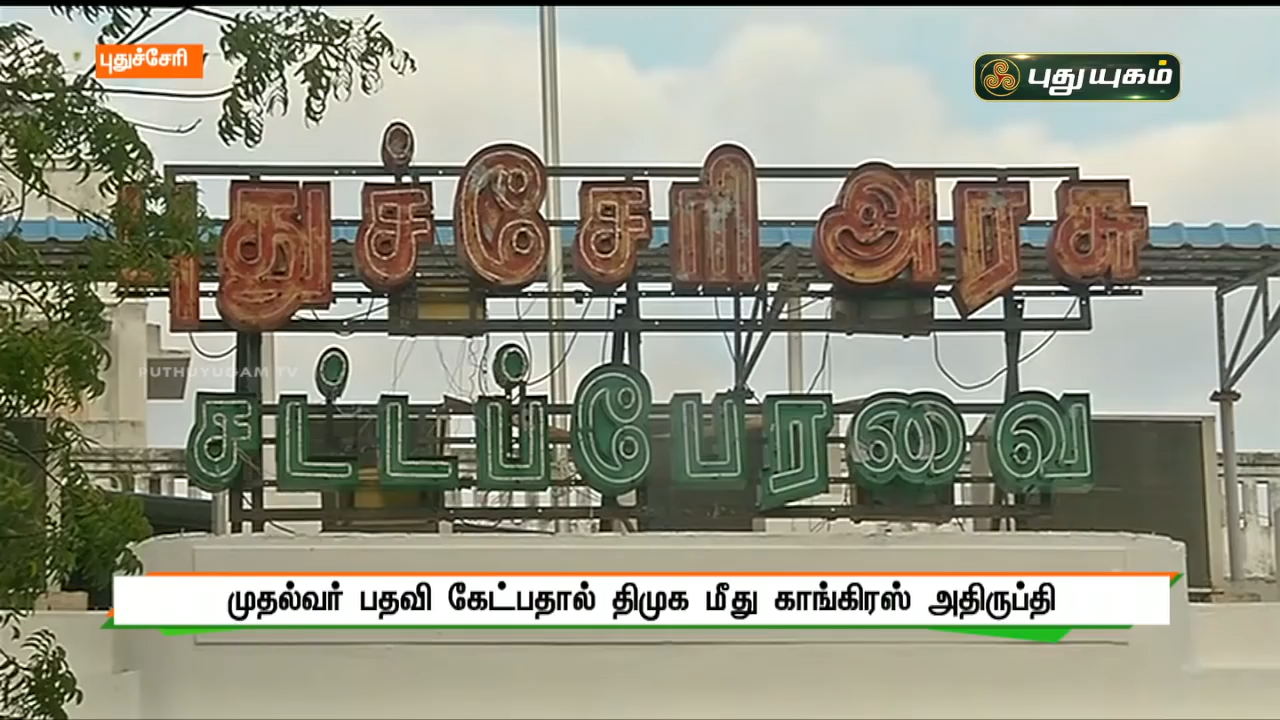 புதுச்சேரி
புதுயுகம்
புதுச்சேரி அரசு
PUTHUYUGAM TV
சட்டப்பேரவை
முதல்வர் பதவி கேட்பதால் திமுக மீது காங்கிரஸ் அதிருப்தி